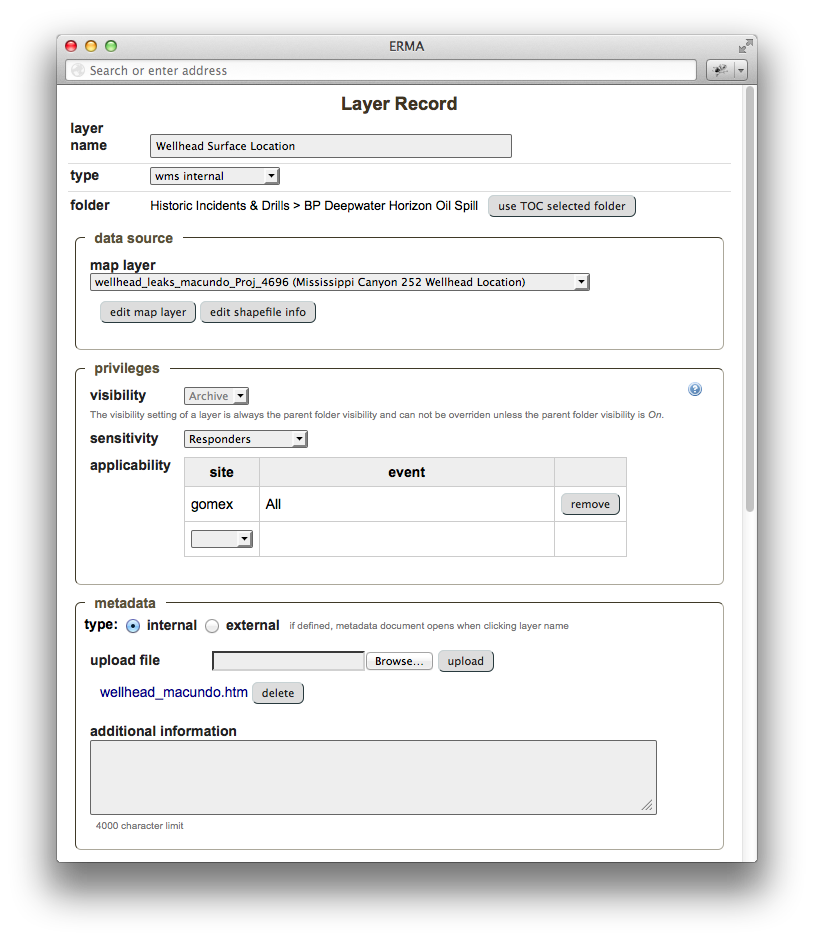 ERMA
Search or enter address
Layer Record
layer
name
Wellhead Surface Location
type
wms internal
folder
Historic Incidents & Drills > BP Deepwater Horizon Oil Spill
use TOC selected folder
data source
map layer
wellhead_leaks_macundo_Proj_4696 (Mississippi Canyon 252 Wellhead Location)
edit map layer
edit shapefile info
privileges
visibility
Archive
?
The visibility setting of a layer is always the parent folder visibility and can not be overriden unless the parent folder visibility is On.
sensitivity
Responders
applicability
site
event
gomex
All
remove
metadata
type:
internal
external
if defined, metadata document opens when clicking layer name
upload file
Browse...
upload
wellhead_macundo.htm
delete
additional information
4000 character limit